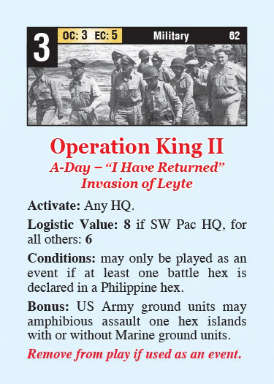 3 OC: 3 EC: 5 Military 62
Operation King II
A-Day – “I Have Returned”
Invasion of Leyte
Activate: Any HQ.
Logistic Value: 8 if SW Pac HQ, for
all others: 6
Conditions: may only be played as an
event if at least one battle hex is
declared in a Philippine hex.
Bonus: US Army ground units may
amphibious assault one hex islands
with or without Marine ground units.
Remove from play if used as an event.